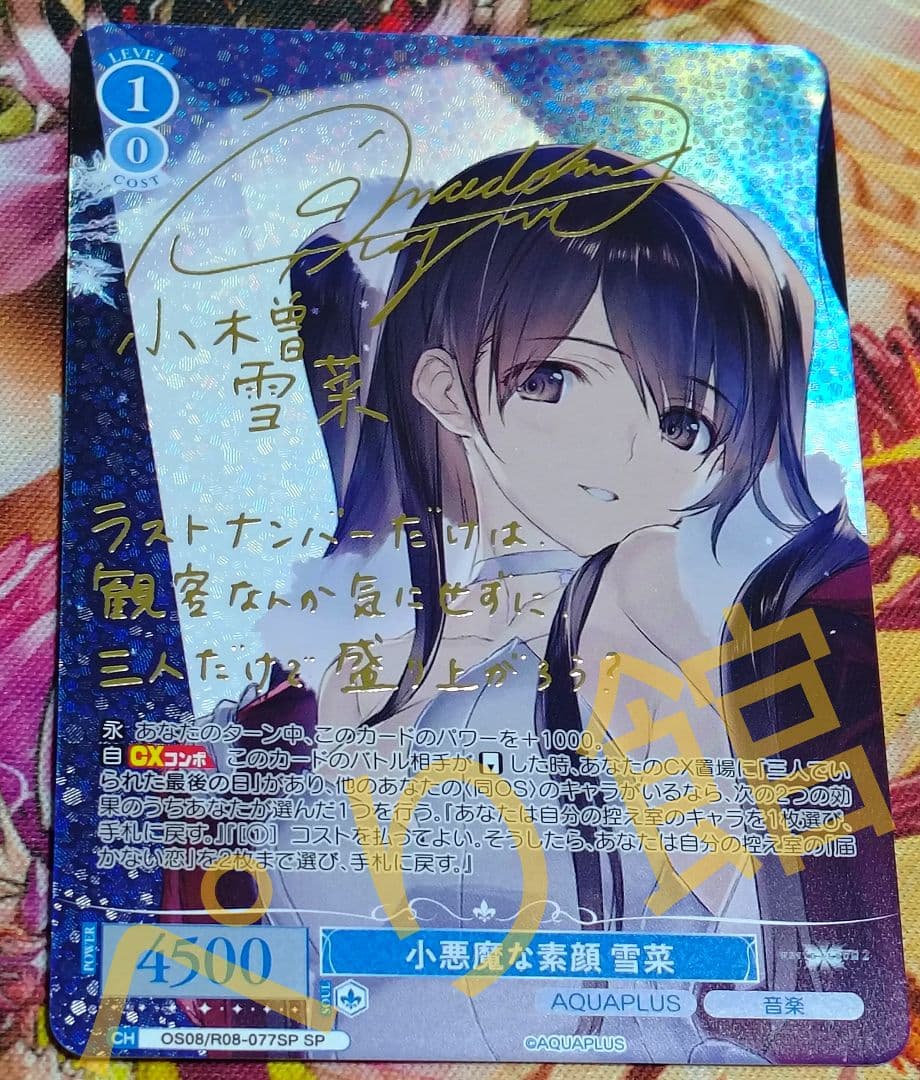 LEVEL
1
0
COST
小木曽
雪菜
ラストナンバーだけは、
観客なんか気にせずに、
三人だけで盛り上がろう?
永 あなたのターン中、このカードのパワーを+1000。
自 CXコンボ このカードのバトル相手が した時、あなたのCX置場に「三人でい
られた最後の日」があり、他のあなたの《同OS》のキャラがいるなら、次の2つの効
果のうちあなたが選んだ1つを行う。『あなたは自分の控え室のキャラを1枚選び、
手札に戻す。』『[①] コストを払ってよい。そうしたら、あなたは自分の控え室の「届
かない恋」を2枚まで選び、手札に戻す。』
POWER
4500
SOUL
小悪魔な素顔 雪菜
AQUAPLUS
音楽
CH
OS08/R08-077SP SP
©AQUAPLUS
ぺり館